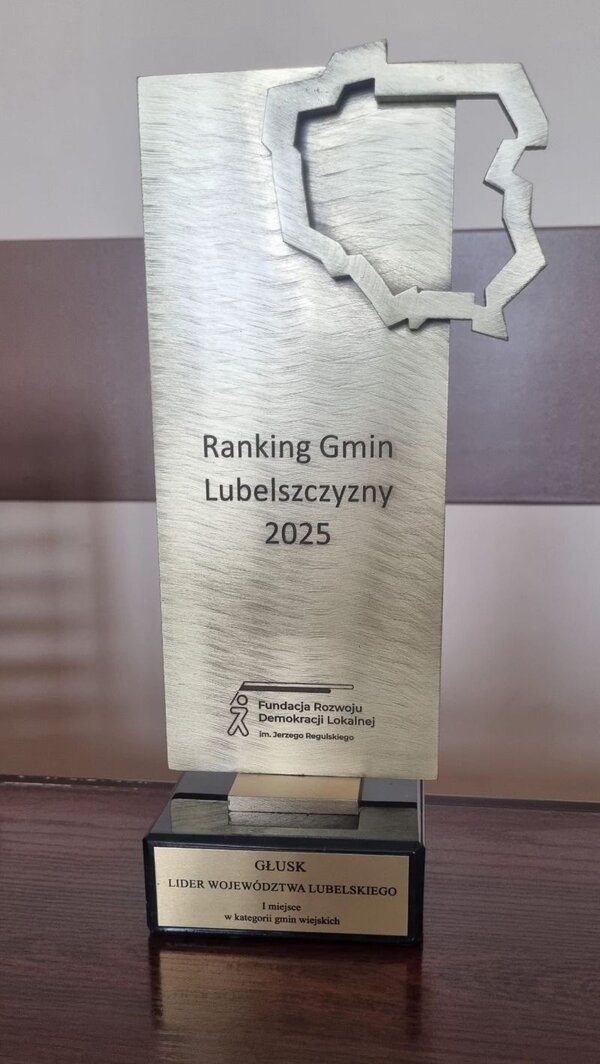 Ranking Gmin
Lubelszczyzny
2025
Fundacja Rozwoju
Demokracji Lokalnej
im. Jerzego Regulskiego
GŁUSK
LIDER WOJEWÓDZTWA LUBELSKIEGO
I miejsce
w kategorii gmin wiejskich